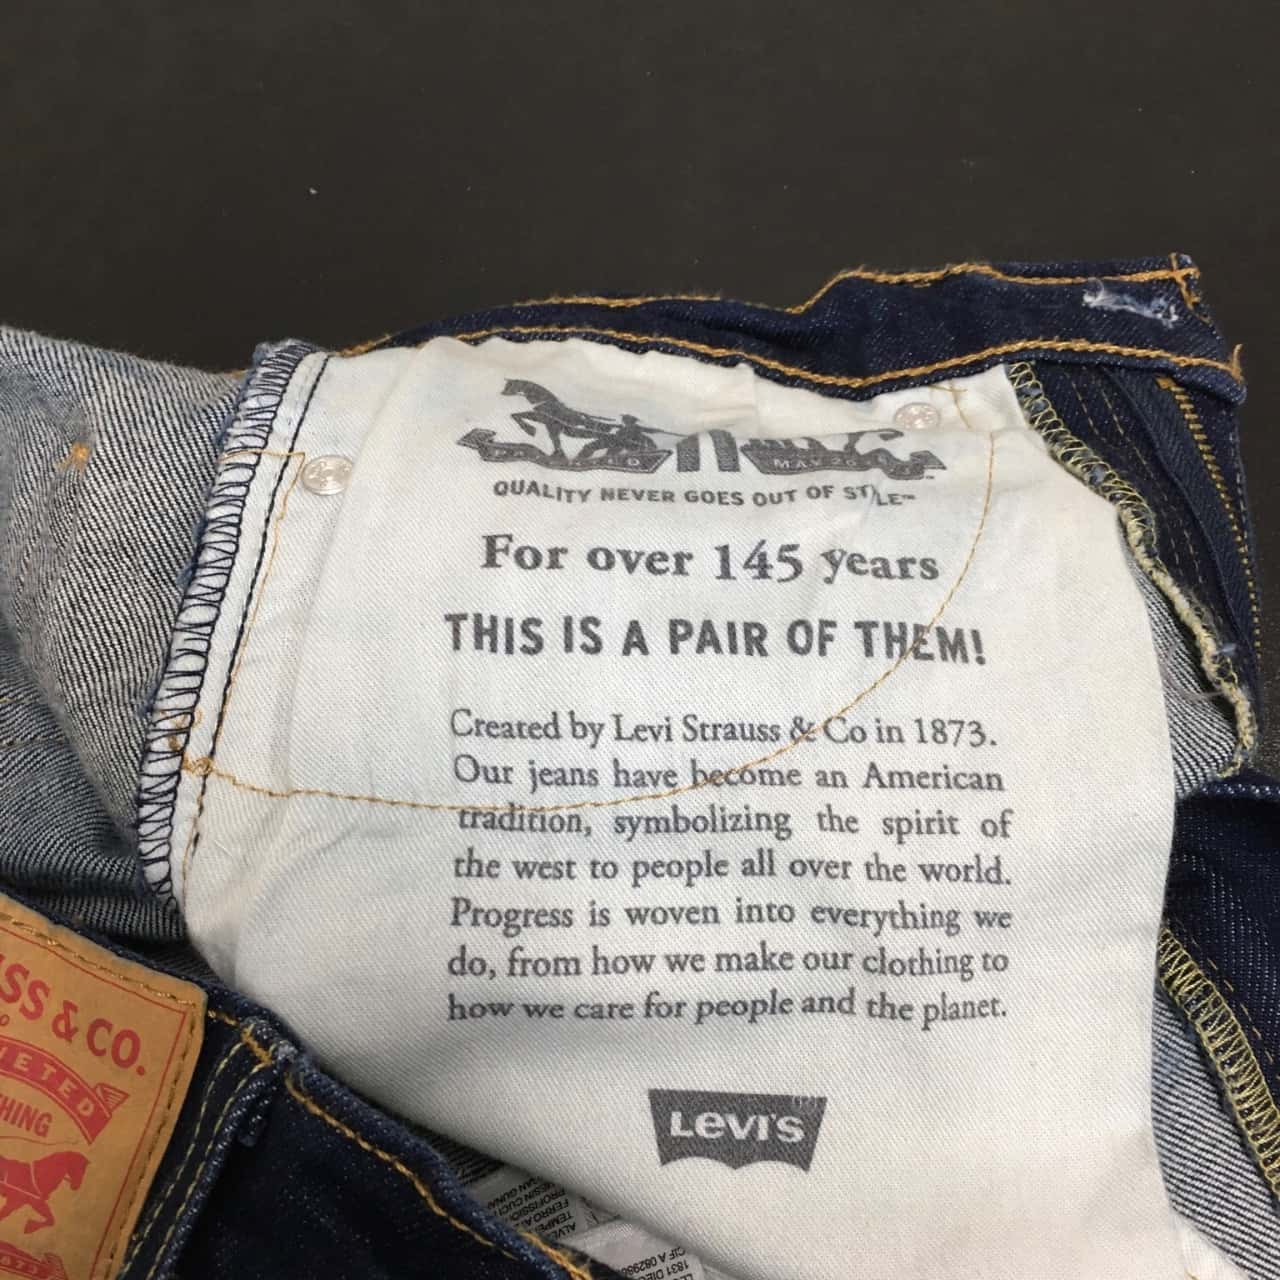 QUALITY NEVER GOES OUT OF STYLE™
For over 145 years
THIS IS A PAIR OF THEM!
Created by Levi Strauss & Co in 1873.
Our jeans have become an American
tradition, symbolizing the spirit of
the west to people all over the world.
Progress is woven into everything we
do, from how we make our clothing to
how we care for people and the planet.
LEVI'S
SS & CO.